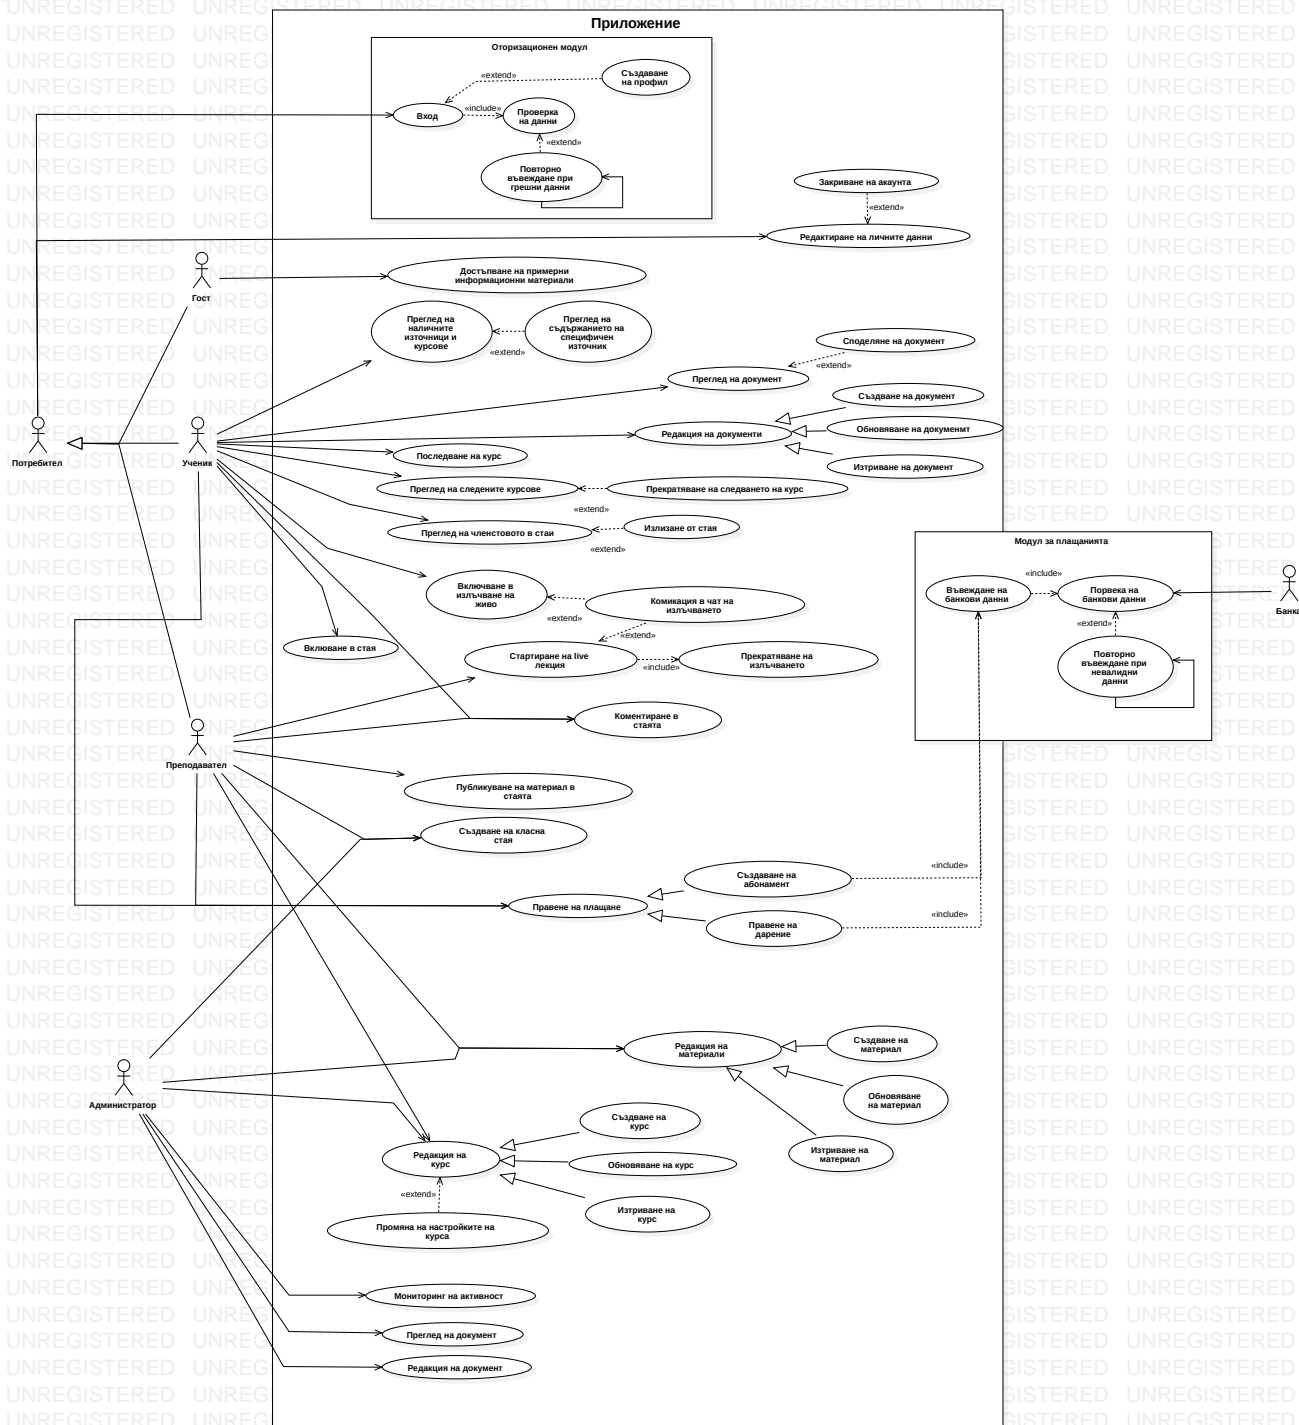 Приложение
Оторизационен модул
«extend»
Създаване
на профил
Вход
«include»
Проверка
на данни
«extend»
Повторно
въвеждане при
грешни данни
Закриване на акаунта
«extend»
Редактиране на личните данни
Гост
Достъпване на примерни
информационни материали
Преглед на
наличните
източници и
курсове
«extend»
Преглед на
съдържанието на
специфичен
източник
Споделяне на документ
«extend»
Преглед на документ
Създване на документ
Редакция на документи
Обновяване на докуменмт
Изтриване на документ
Потребител
Ученик
Последване на курс
Преглед на следените курсове
«extend»
Прекратяване на следването на курс
Преглед на членстовото в стаи
«extend»
Излизане от стая
Модул за плащанията
Въвеждане на
банкови данни
«include»
Порвека на
банкови данни
Банка
«extend»
Повторно
въвеждане при
невалидни
данни
Включване в
излъчване на
живо
«extend»
Комикация в чат на
излъчването
«extend»
Вклюване в стая
Стартиране на live
лекция
«include»
Прекратяване на
излъчването
Коментиране в
стаята
Преподавател
Публикуване на материал в
стаята
Създване на класна
стая
Създаване на
абонамент
«include»
Правене на плащане
Правене на
дарение
«include»
Редакция на
материали
Създване на
материал
Обновяване
на материал
Изтриване на
материал
Администратор
Създване на
курс
Редакция на
курс
Обновяване на курс
Изтриване на
курс
«extend»
Промяна на настройките на
курса
Мониторинг на активност
Преглед на документ
Редакция на документ